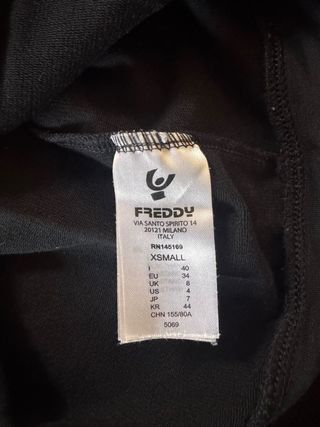 FREDDY
VIA SANTO SPIRITO 14
20121 MILANO
ITALY
RN145169
XSMALL
I 40
EU 34
UK 8
US 4
JP 7
KR 44
CHN 155/80A
5069